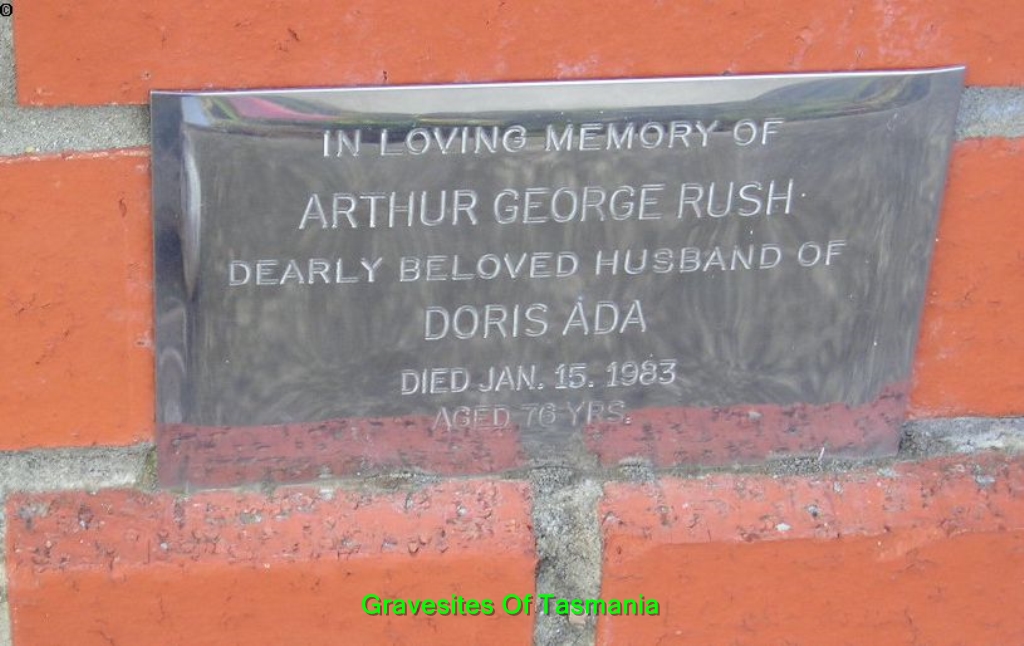 ©
IN LOVING MEMORY OF
ARTHUR GEORGE RUSH
DEARLY BELOVED HUSBAND OF
DORIS ADA
DIED JAN. 15. 1983
AGED 76 YRS.
Gravesites Of Tasmania